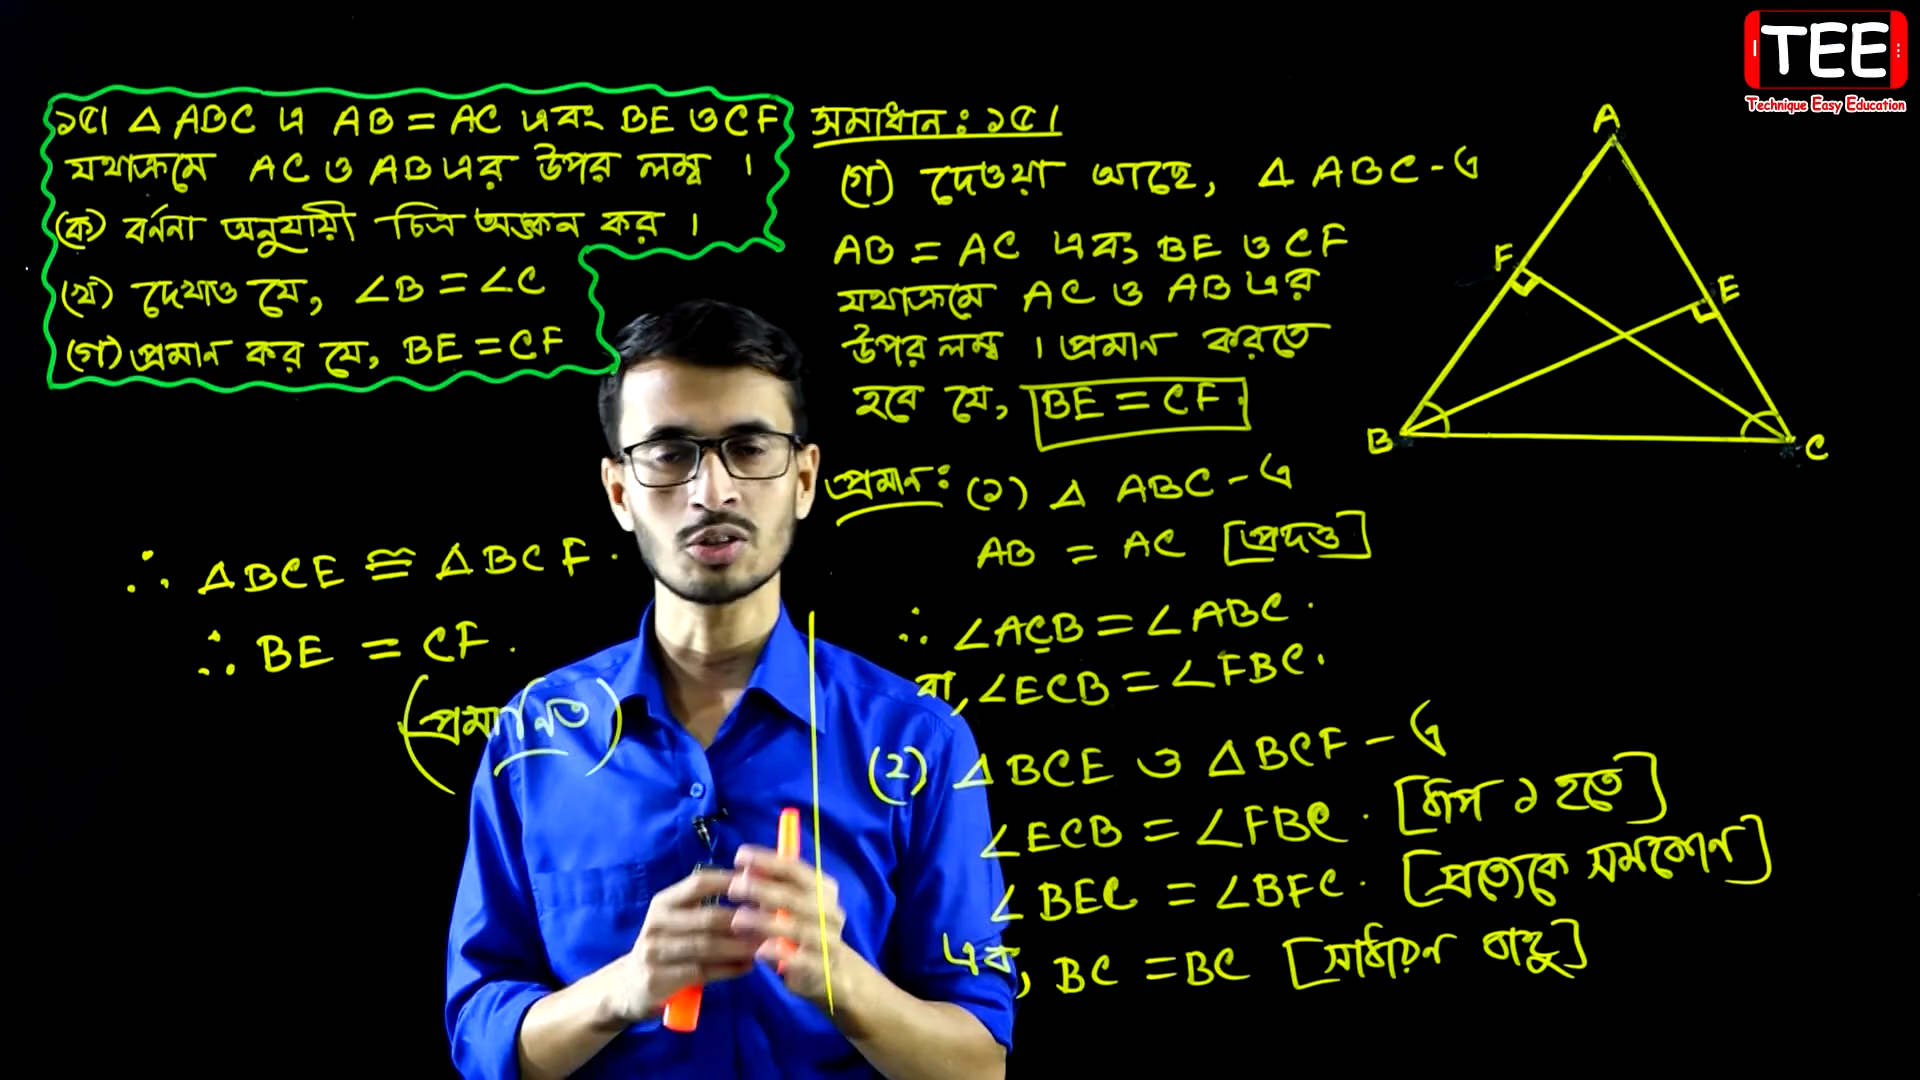 ১৫। △ ABC এ AB = AC এবং BE ও CF
যথাক্রমে AC ও AB এর উপর লম্ব ।
(ক) বর্ননা অনুযায়ী চিত্র অঙ্কন কর ।
(খ) দেখাও যে, ∠B = ∠C
(গ) প্রমান কর যে, BE = CF
∴ △BCE ≅ △BCF .
∴ BE = CF .
(প্রমানিত)
সমাধান : ১৫।
(গ) দেওয়া আছে, △ ABC - এ
AB = AC এবং BE ও CF
যথাক্রমে AC ও AB এর
উপর লম্ব । প্রমান করতে
হবে যে, BE = CF .
প্রমান : (১) △ ABC - এ
AB = AC [প্রদত্ত]
∴ ∠ACB = ∠ABC .
বা, ∠ECB = ∠FBC .
(2) △BCE ও △BCF - এ
∠ECB = ∠FBC . [ধাপ ১ হতে]
∠BEC = ∠BFC . [প্রত্যেকে সমকোন]
এবং, BC = BC [সাধারন বাহু]
A
F
E
B
C
TEE
Technique Easy Education